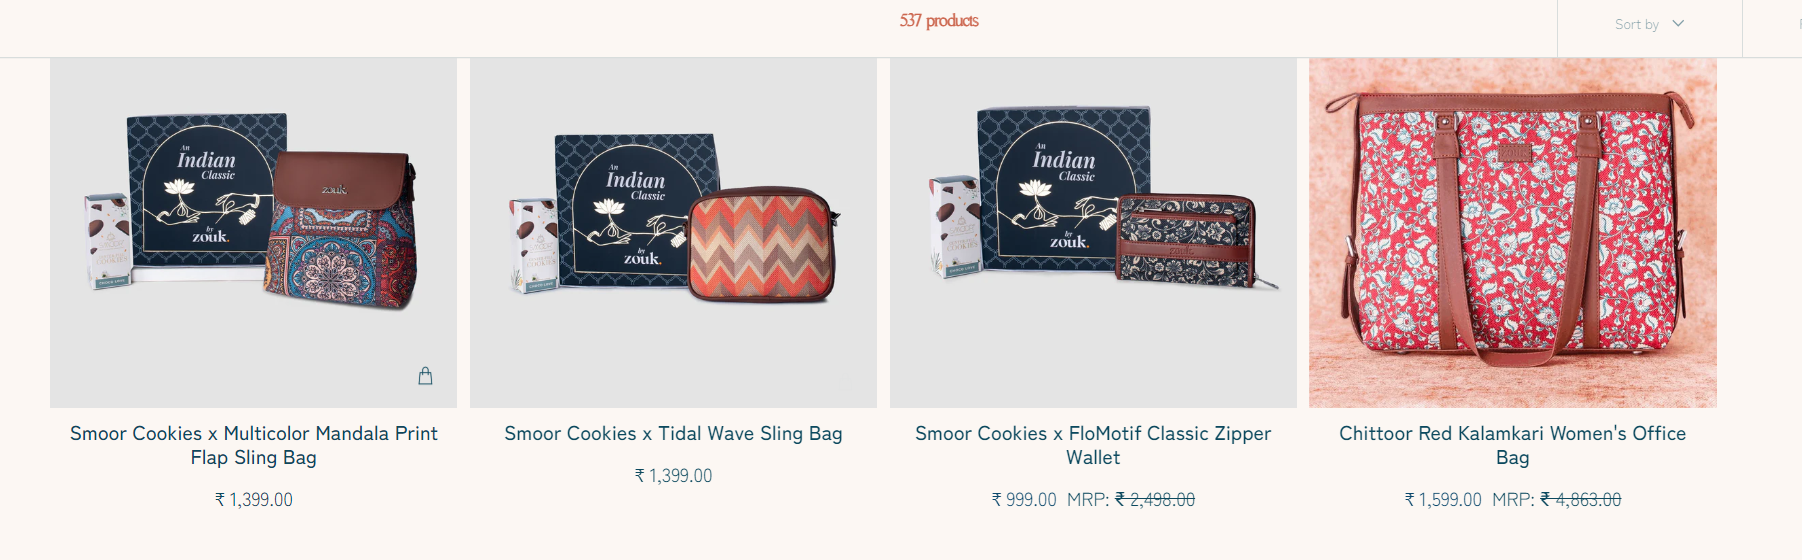 537 products
Sort by
An
Indian
Classic
by
zouk.
zouk.
An
Indian
Classic
by
zouk.
An
Indian
Classic
by
zouk.
Smoor Cookies x Multicolor Mandala Print
Flap Sling Bag
₹ 1,399.00
Smoor Cookies x Tidal Wave Sling Bag
₹ 1,399.00
Smoor Cookies x FloMotif Classic Zipper
Wallet
₹ 999.00 MRP: ₹ 2,498.00
Chittoor Red Kalamkari Women's Office
Bag
₹ 1,599.00 MRP: ₹ 4,863.00